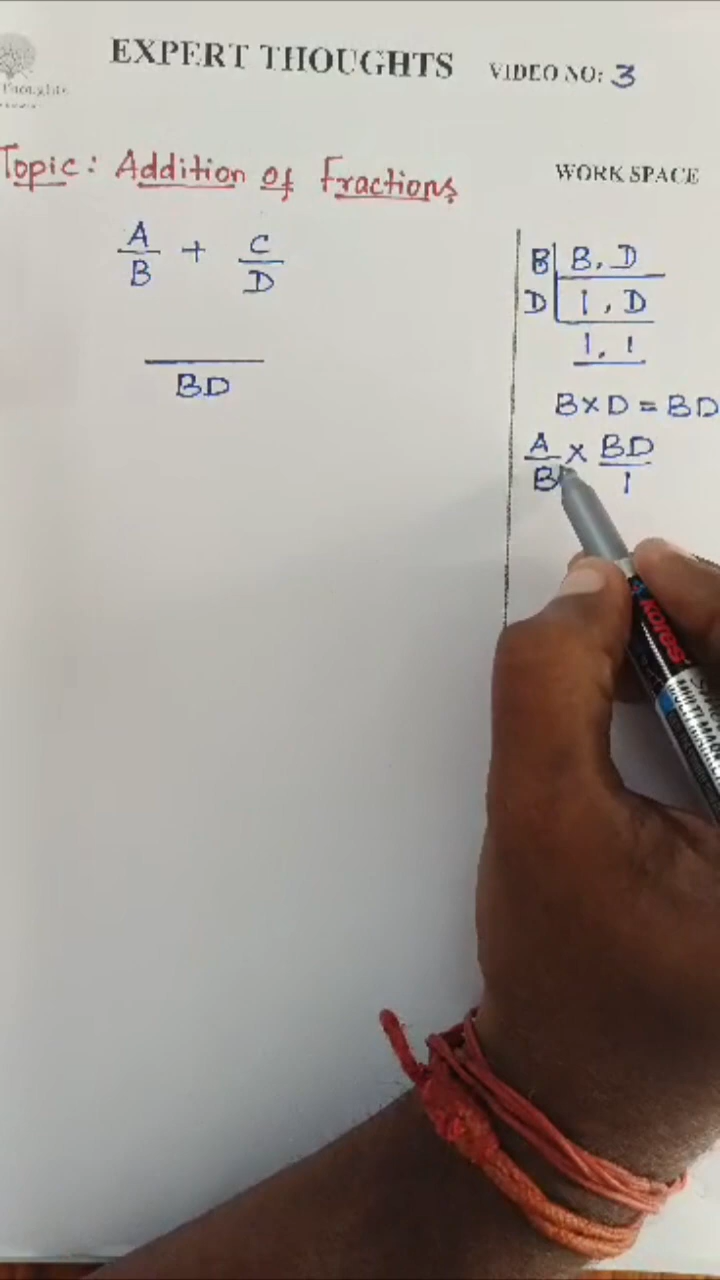 Thoughts
EXPERT THOUGHTS VIDEO NO: 3
Topic: Addition of Fractions
WORK SPACE
A/B + C/D
BD
B | B, D
D | 1, D
1, 1
B×D = BD
A/B × BD/1
KORES